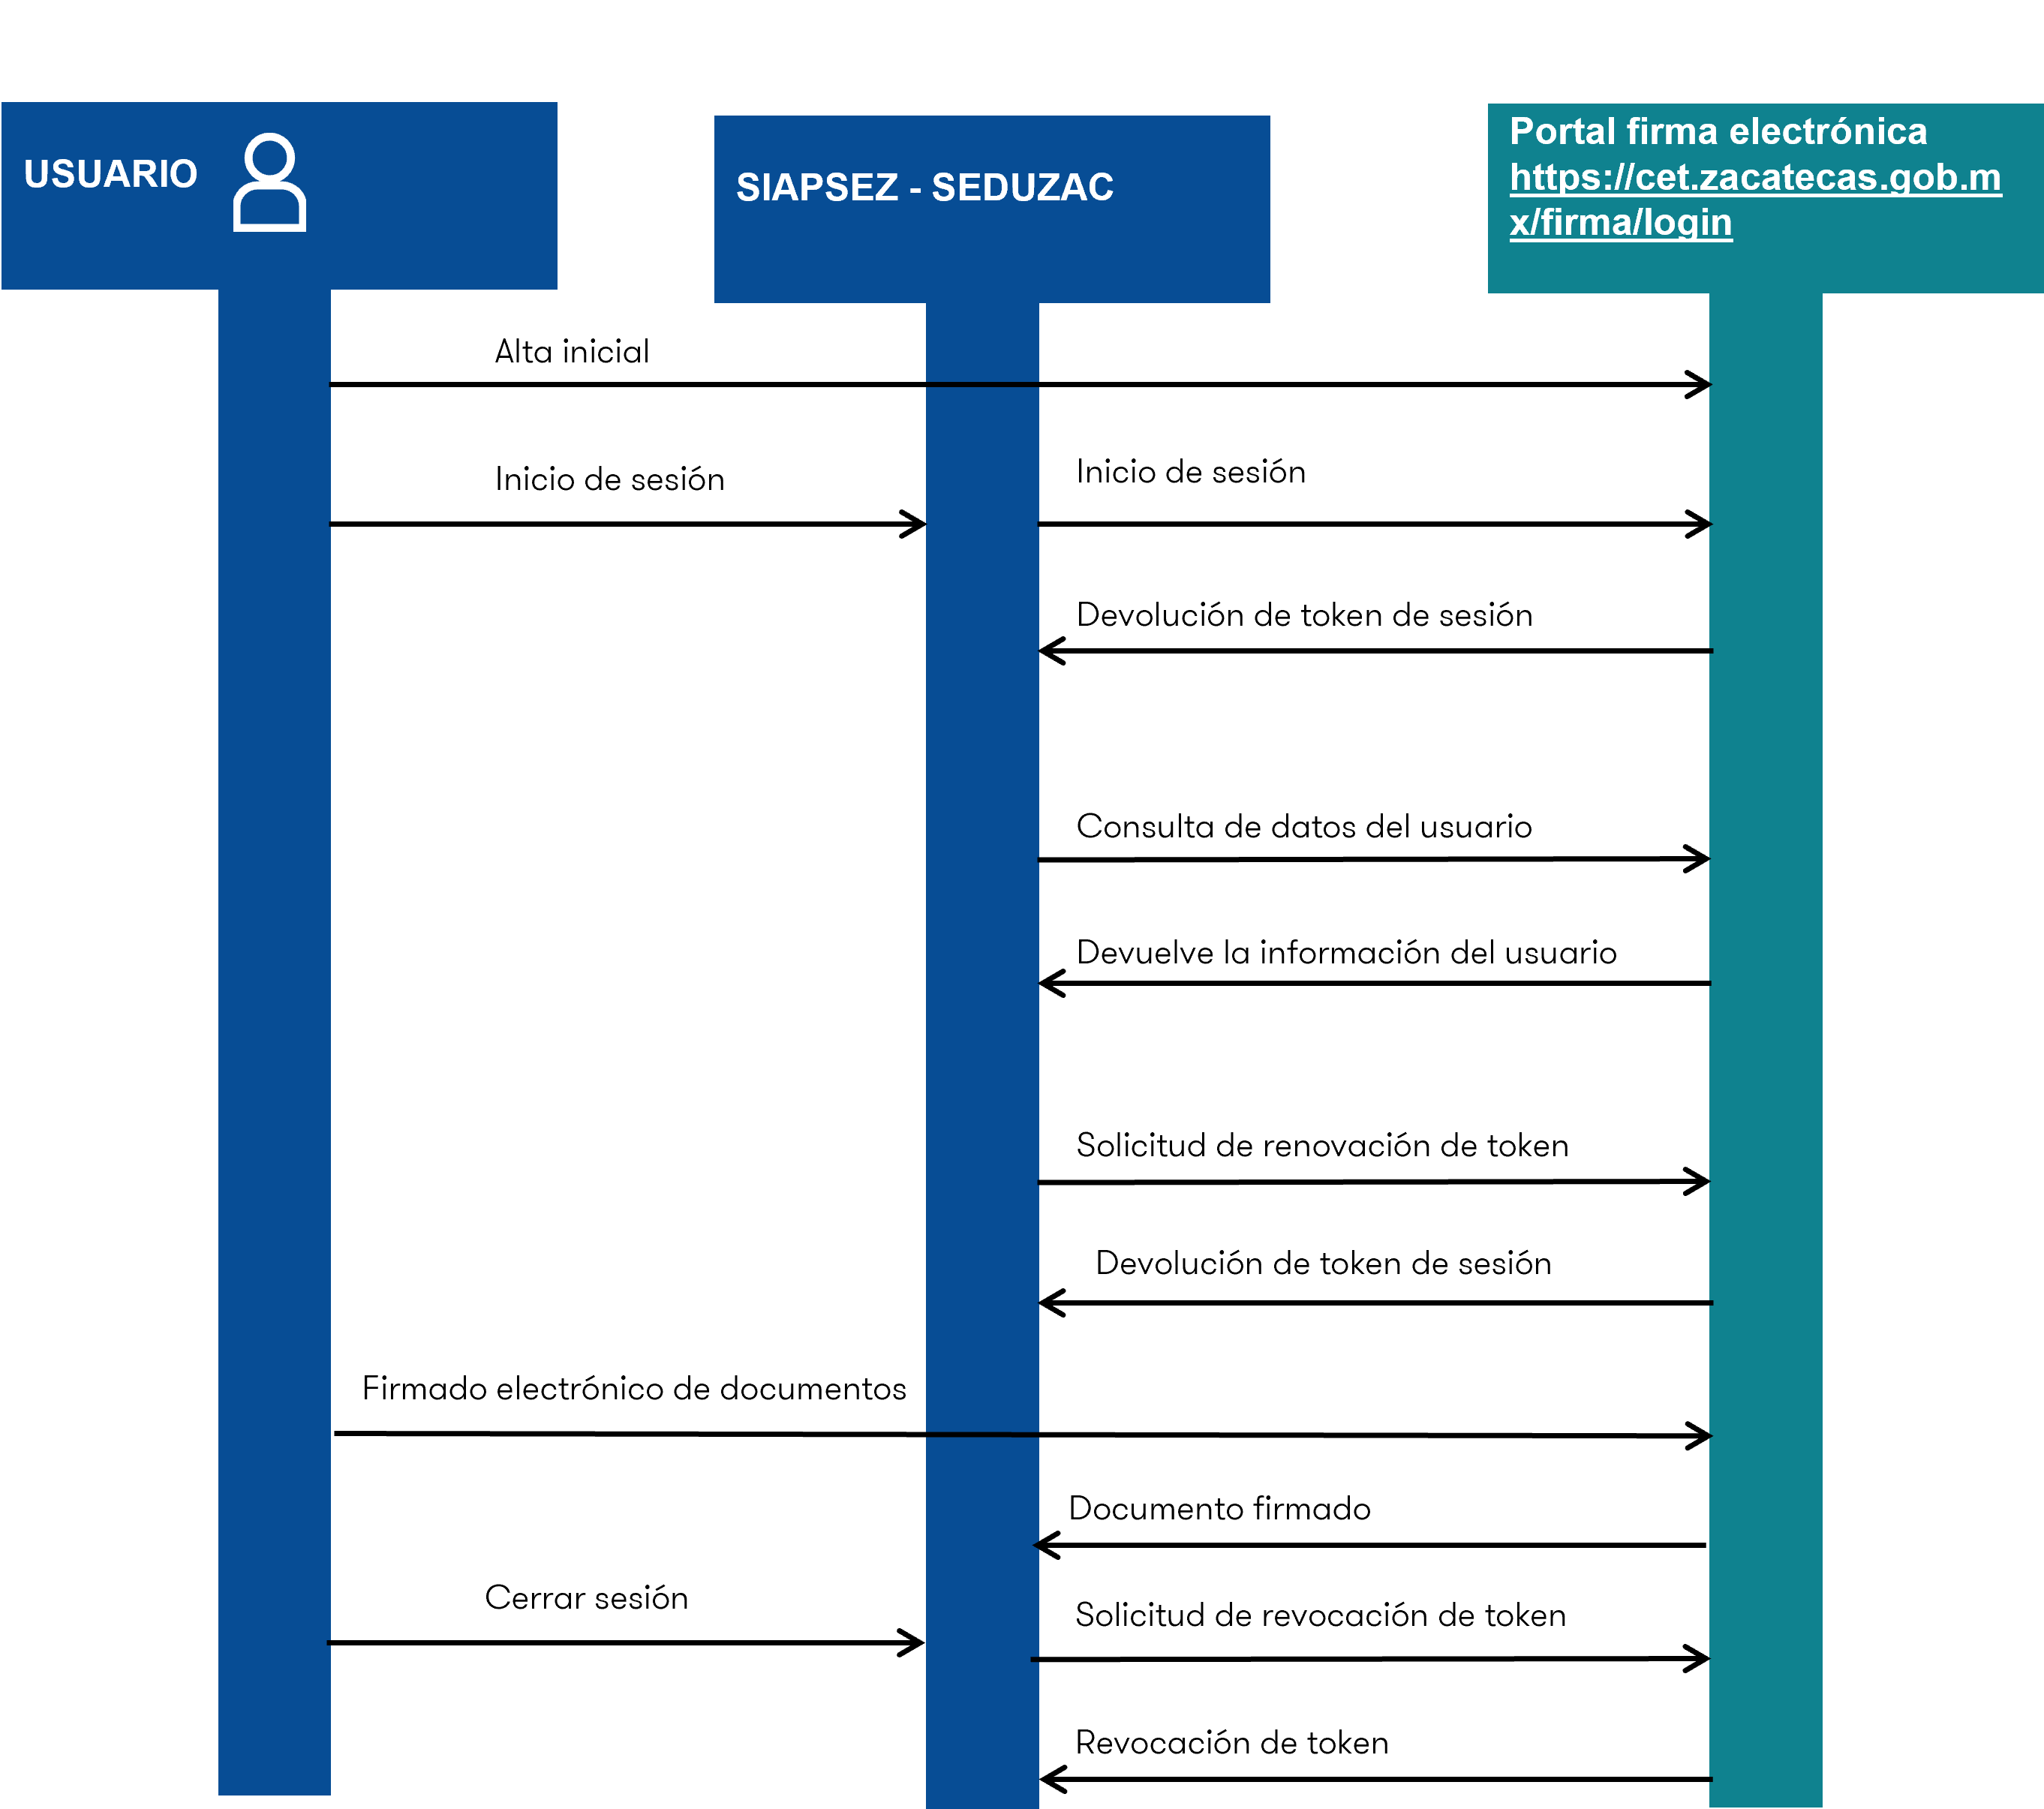 USUARIO
SIAPSEZ - SEDUZAC
Portal firma electrónica
https://cet.zacatecas.gob.m
x/firma/login
Alta inicial
Inicio de sesión
Inicio de sesión
Devolución de token de sesión
Consulta de datos del usuario
Devuelve la información del usuario
Solicitud de renovación de token
Devolución de token de sesión
Firmado electrónico de documentos
Documento firmado
Cerrar sesión
Solicitud de revocación de token
Revocación de token